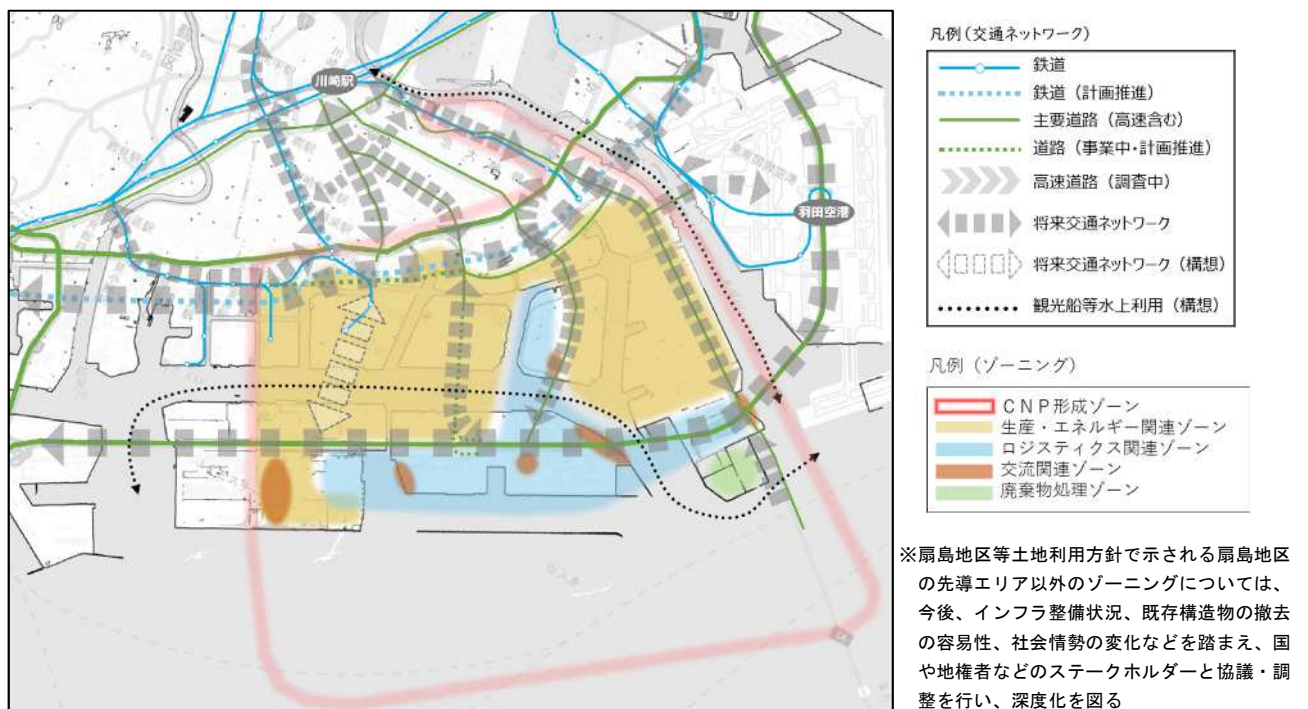 川崎駅
羽田空港
凡例(交通ネットワーク)
鉄道
鉄道(計画推進)
主要道路(高速含む)
道路(事業中・計画推進)
高速道路(調査中)
将来交通ネットワーク
将来交通ネットワーク(構想)
観光船等水上利用(構想)
凡例(ゾーニング)
CNP形成ゾーン
生産・エネルギー関連ゾーン
ロジスティクス関連ゾーン
交流関連ゾーン
廃棄物処理ゾーン
※扇島地区等土地利用方針で示される扇島地区
の先導エリア以外のゾーニングについては、
今後、インフラ整備状況、既存構造物の撤去
の容易性、社会情勢の変化などを踏まえ、国
や地権者などのステークホルダーと協議・調
整を行い、深度化を図る